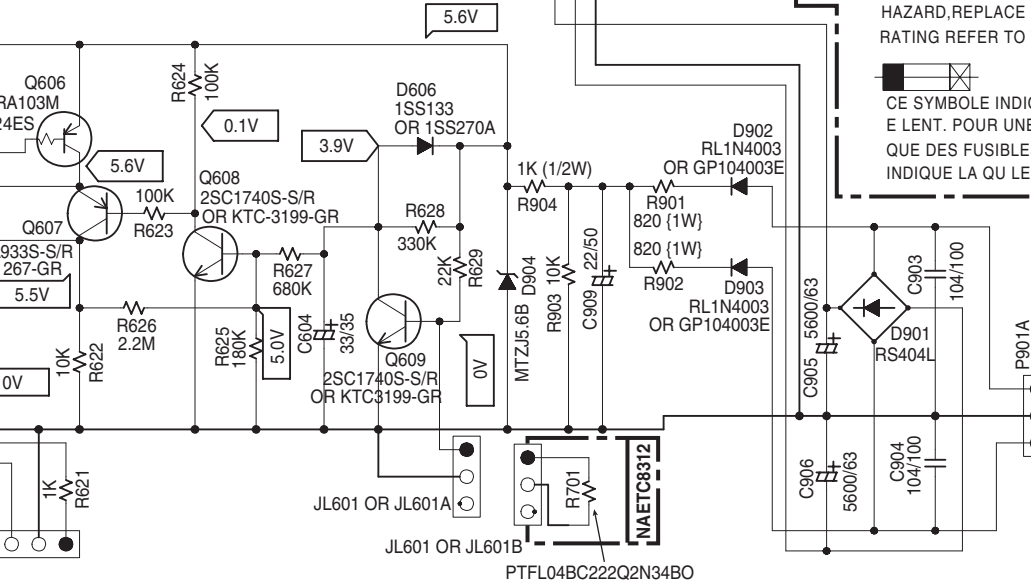 5.6V
HAZARD,REPLACE
RATING REFER TO
CE SYMBOLE INDI
E LENT. POUR UNE
QUE DES FUSIBLE
INDIQUE LA QU LE
Q606
RA103M
24ES
R624
100K
0.1V
D606
1SS133
OR 1SS270A
3.9V
5.6V
Q608
2SC1740S-S/R
OR KTC-3199-GR
100K
R623
Q607
933S-S/R
267-GR
5.5V
R627
680K
R628
330K
22K
R629
1K (1/2W)
R904
D902
RL1N4003
OR GP104003E
R901
820 {1W}
820 {1W}
R902
D903
RL1N4003
OR GP104003E
D904
MTZJ5.6B
R903
10K
C909
22/50
R626
2.2M
10K
R622
R625
180K
5.0V
C604
33/35
Q609
2SC1740S-S/R
OR KTC3199-GR
0V
0V
C905
5600/63
D901
RS404L
C903
104/100
P901A
C906
5600/63
C904
104/100
1K
R621
JL601 OR JL601A
JL601 OR JL601B
R701
NAETC8312
PTFL04BC222Q2N34BO